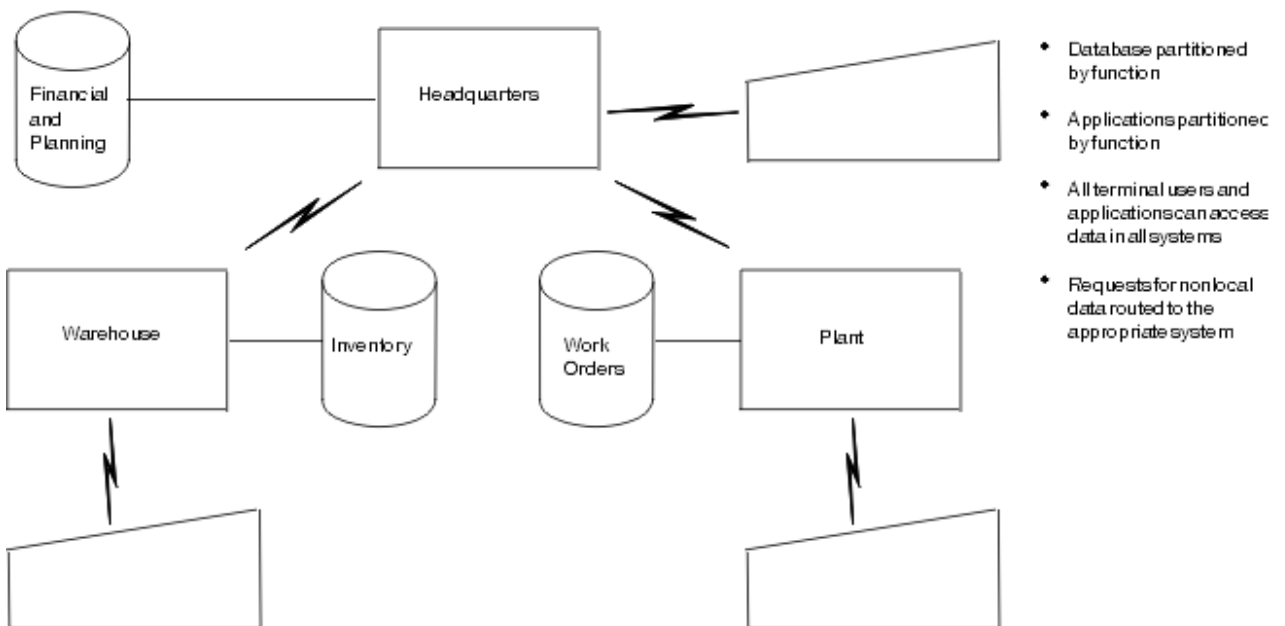 Financial
and
Planning
Headquarters
Warehouse
Inventory
Work
Orders
Plant
• Database partitioned
by function
• Applications partitioned
by function
• All terminal users and
applications can access
data in all systems
• Requests for nonlocal
data routed to the
appropriate system